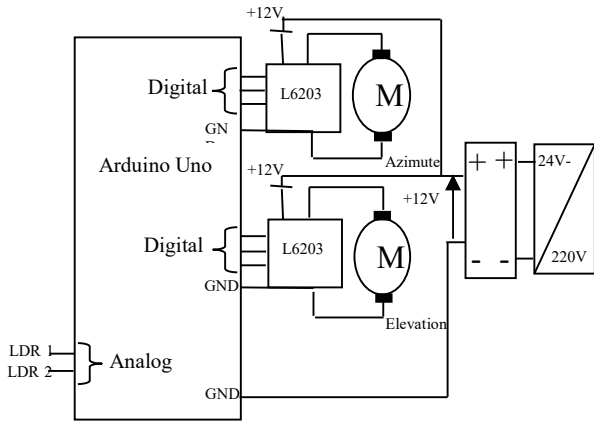 +12V
Digital
L6203
M
GN
Arduino Uno
Azimute
+12V
+12V
+ +
24V-
Digital
L6203
M
- -
220V
GND
Elevation
LDR 1
LDR 2
Analog
GND